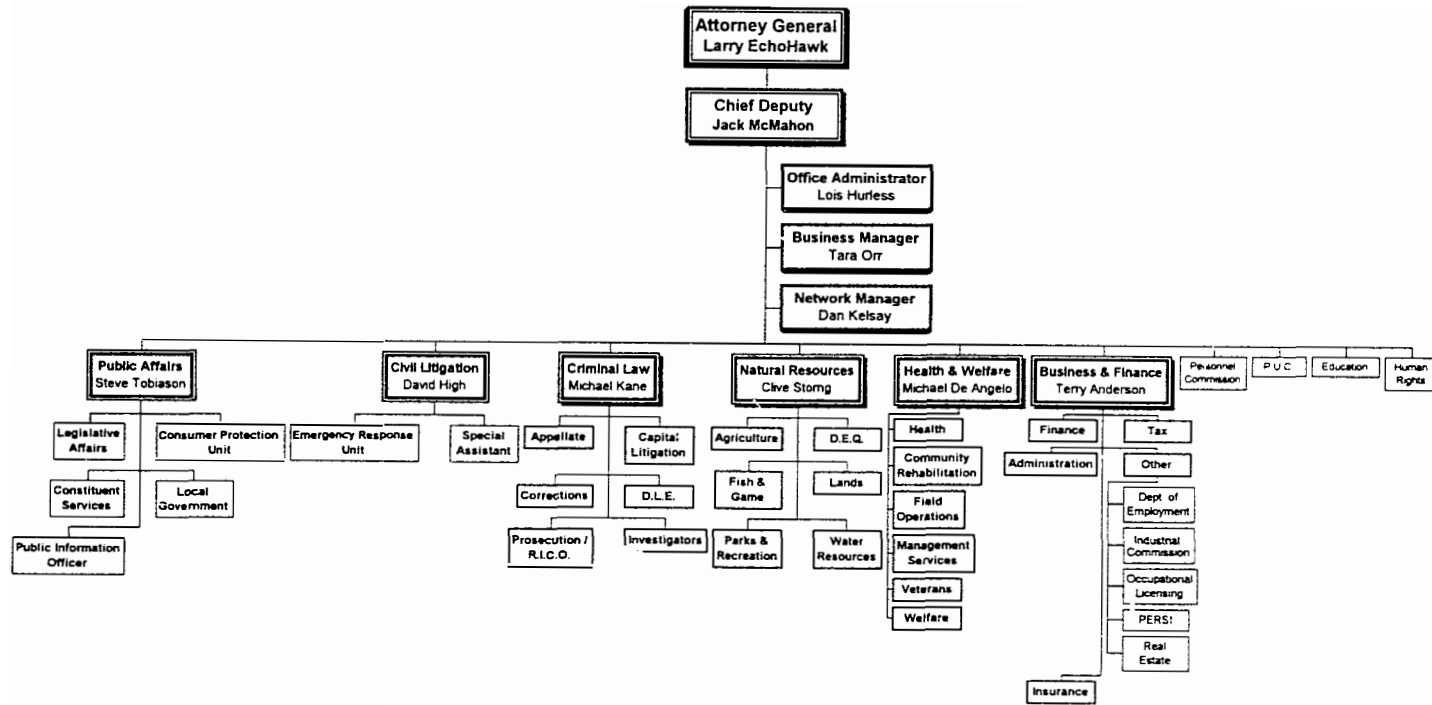 Attorney General
Larry EchoHawk
Chief Deputy
Jack McMahon
Office Administrator
Lois Hurless
Business Manager
Tara Orr
Network Manager
Dan Kelsay
Public Affairs
Steve Tobiason
Legislative
Affairs
Consumer Protection
Unit
Constituent
Services
Local
Government
Public Information
Officer
Civil Litigation
David High
Emergency Response
Unit
Special
Assistant
Criminal Law
Michael Kane
Appellate
Capital
Litigation
Corrections
D.L.E.
Prosecution /
R.I.C.O.
Investigators
Natural Resources
Clive Storng
Agriculture
D.E.Q.
Fish &
Game
Lands
Parks &
Recreation
Water
Resources
Health & Welfare
Michael De Angelo
Health
Community
Rehabilitation
Field
Operations
Management
Services
Veterans
Welfare
Business & Finance
Terry Anderson
Finance
Tax
Administration
Other
Dept of
Employment
Industrial
Commission
Occupational
Licensing
PERSI
Real
Estate
Insurance
Personnel
Commission
P U C
Education
Human
Rights